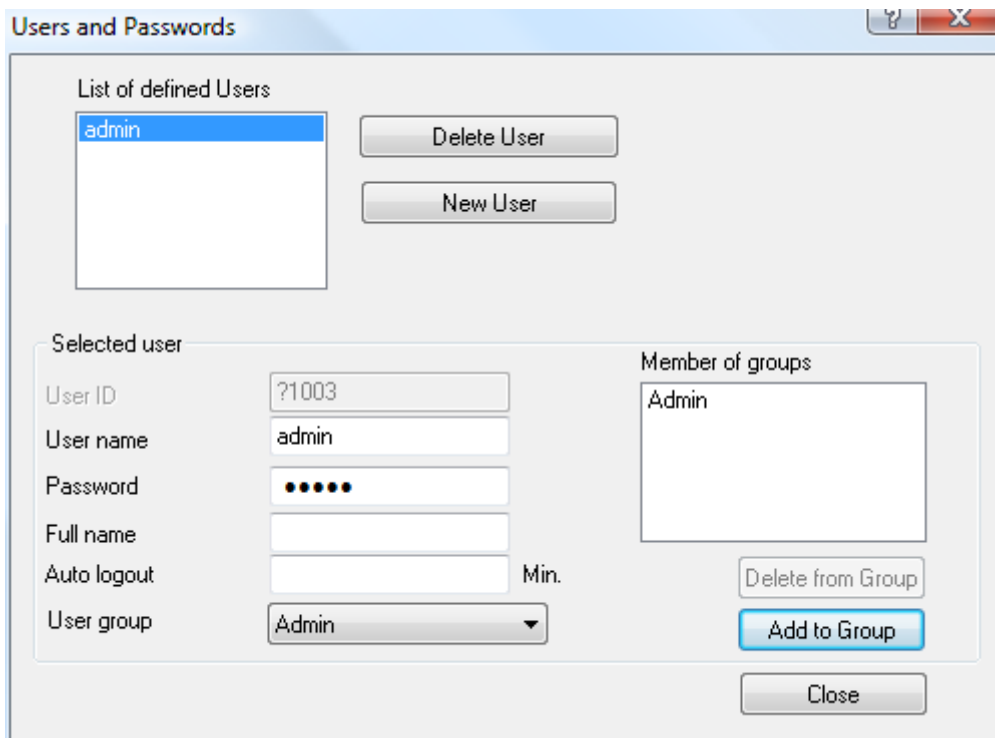 Users and Passwords
List of defined Users
admin
Delete User
New User
Selected user
User ID
?1003
User name
admin
Password
•••••
Full name
Auto logout
Min.
User group
Admin
Member of groups
Admin
Delete from Group
Add to Group
Close